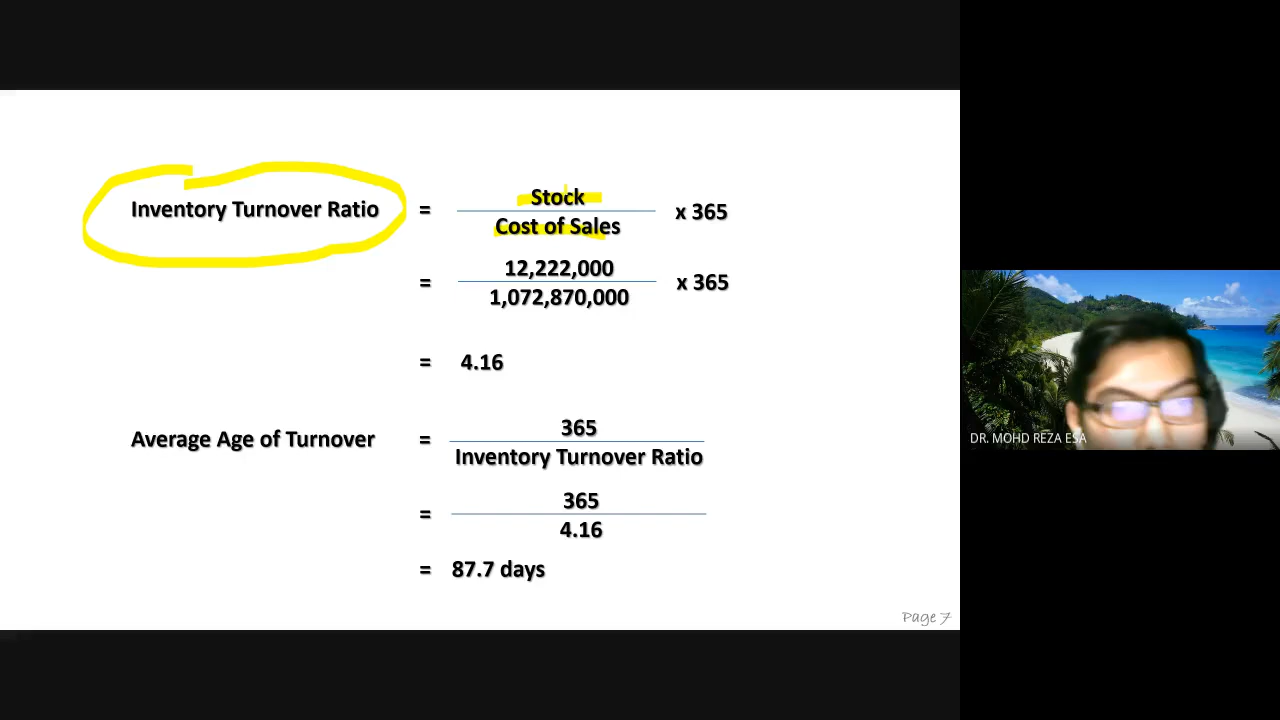 Inventory Turnover Ratio = Stock / Cost of Sales x 365
= 12,222,000 / 1,072,870,000 x 365
= 4.16
Average Age of Turnover = 365 / Inventory Turnover Ratio
= 365 / 4.16
= 87.7 days
Page 7
DR. MOHD REZA ESA